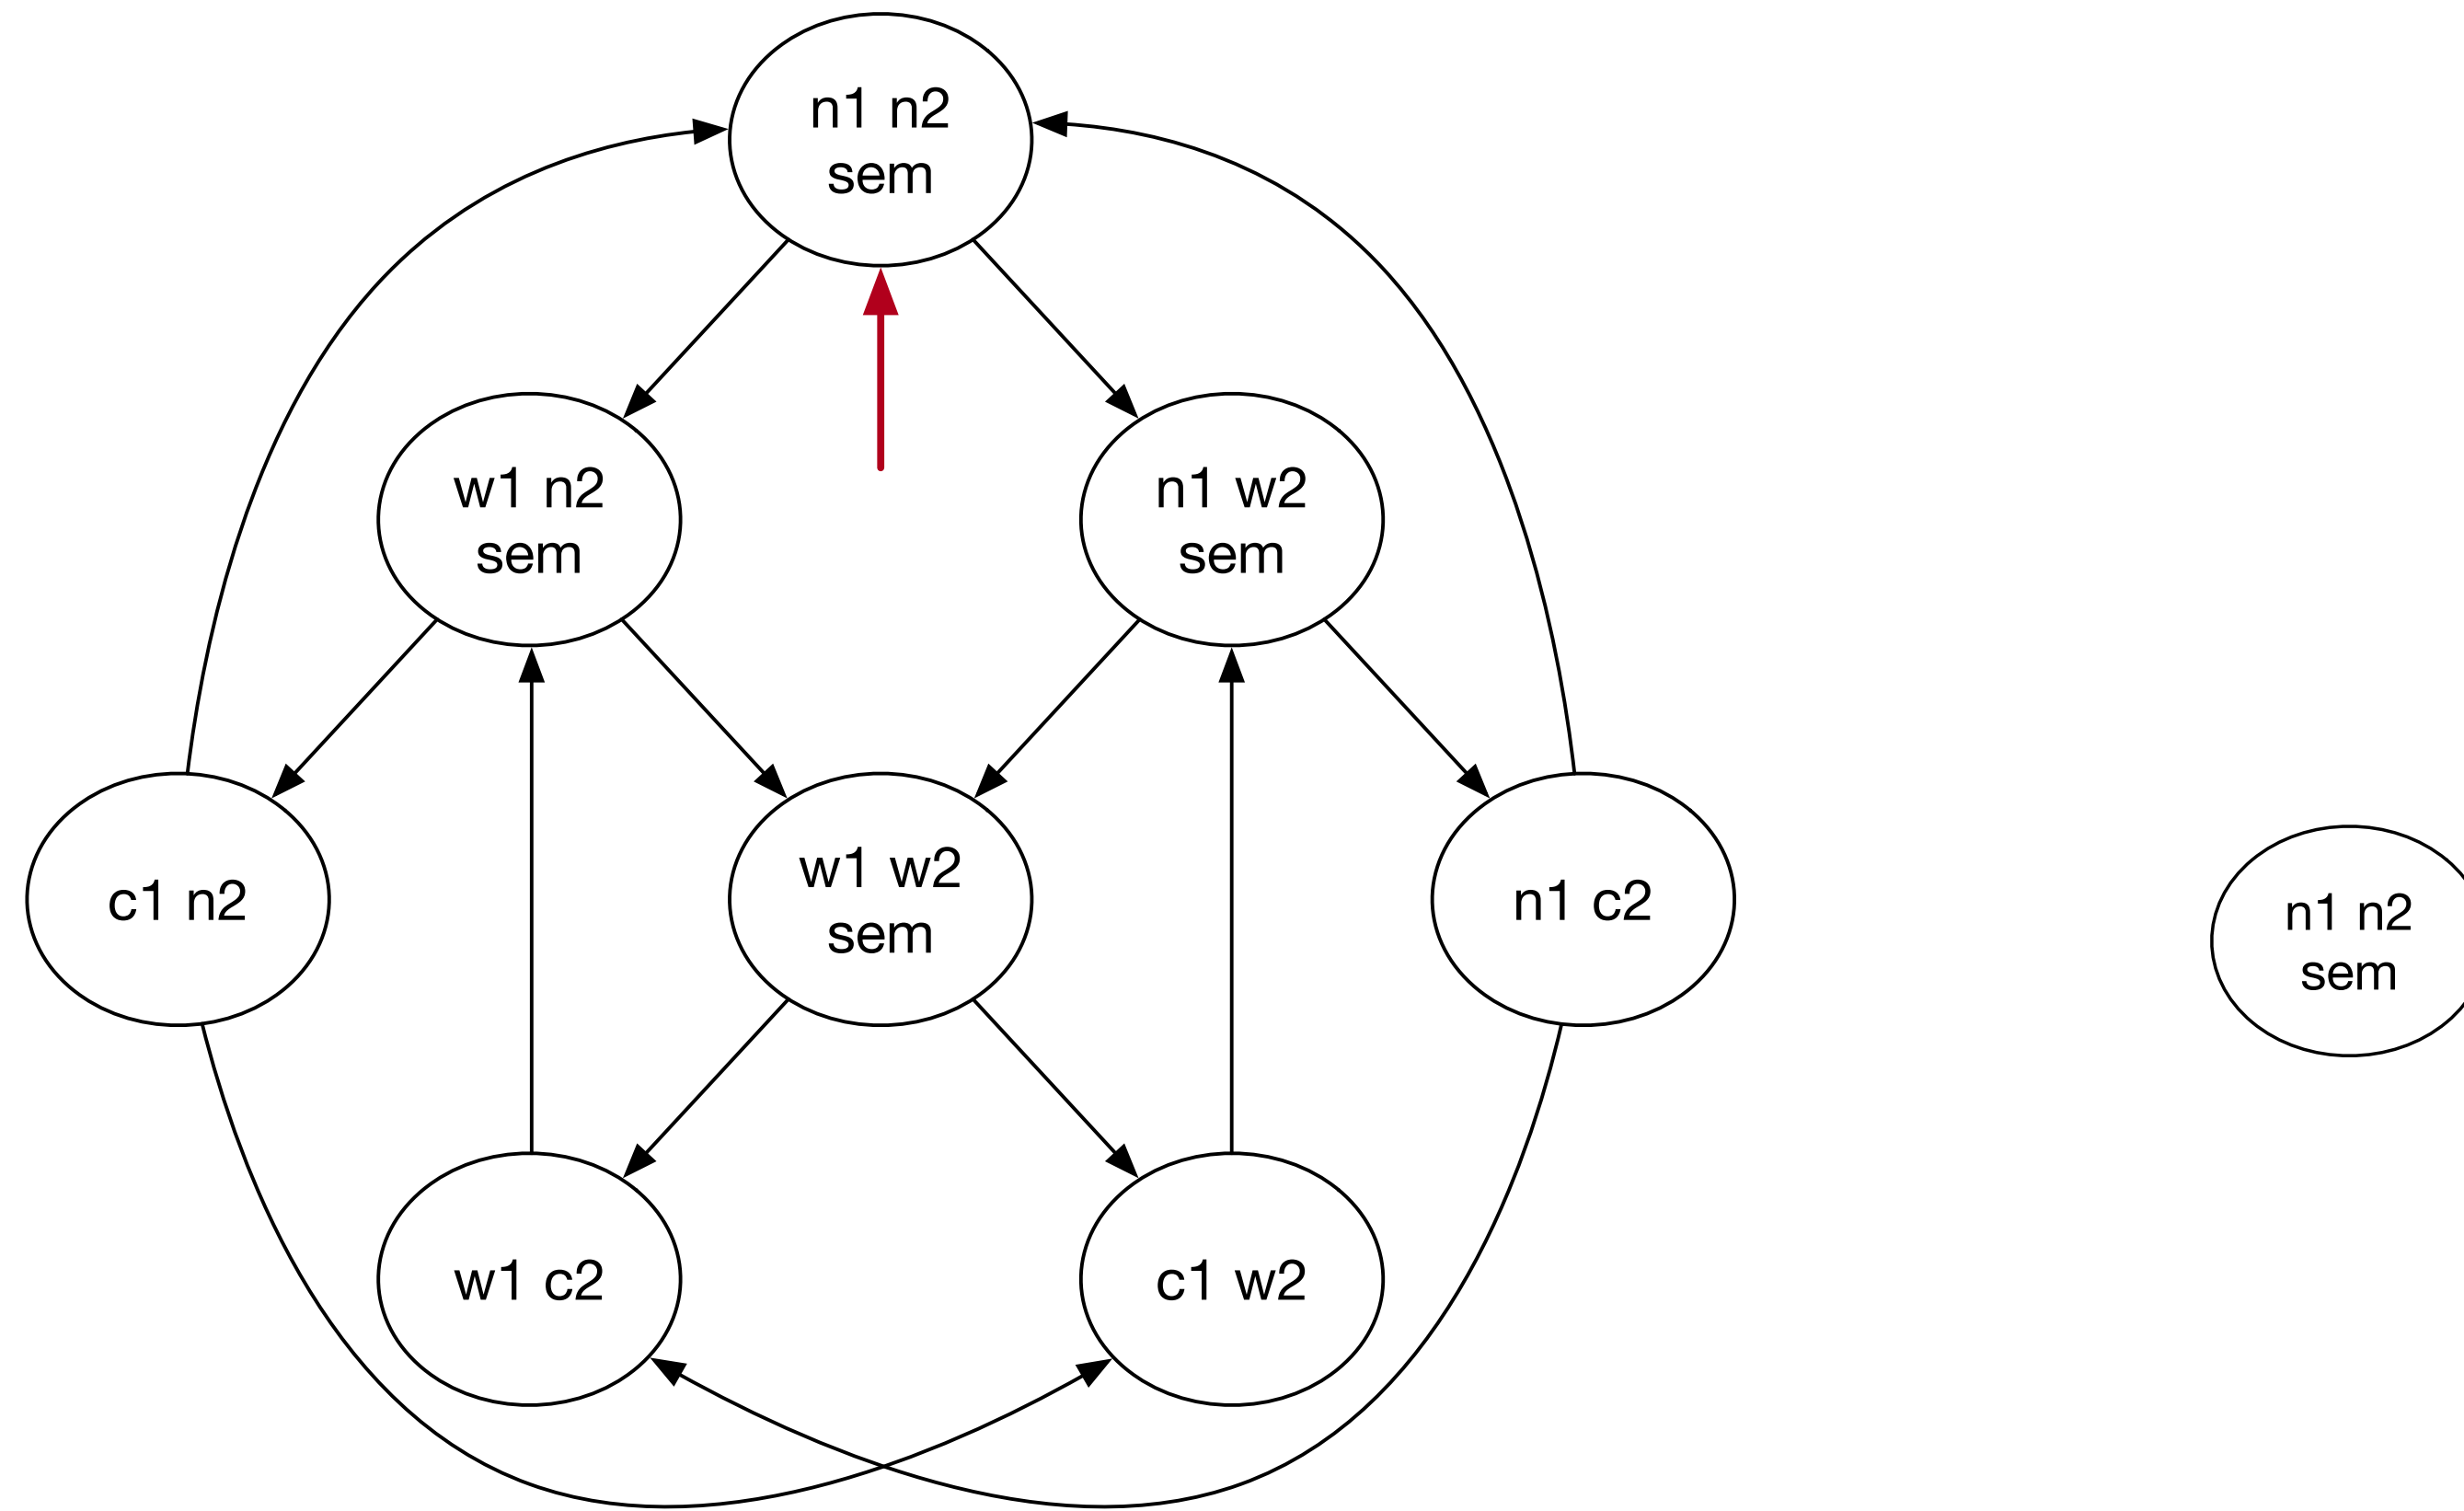 n1 n2
sem
w1 n2
sem
n1 w2
sem
c1 n2
w1 w2
sem
n1 c2
n1 n2
sem
w1 c2
c1 w2